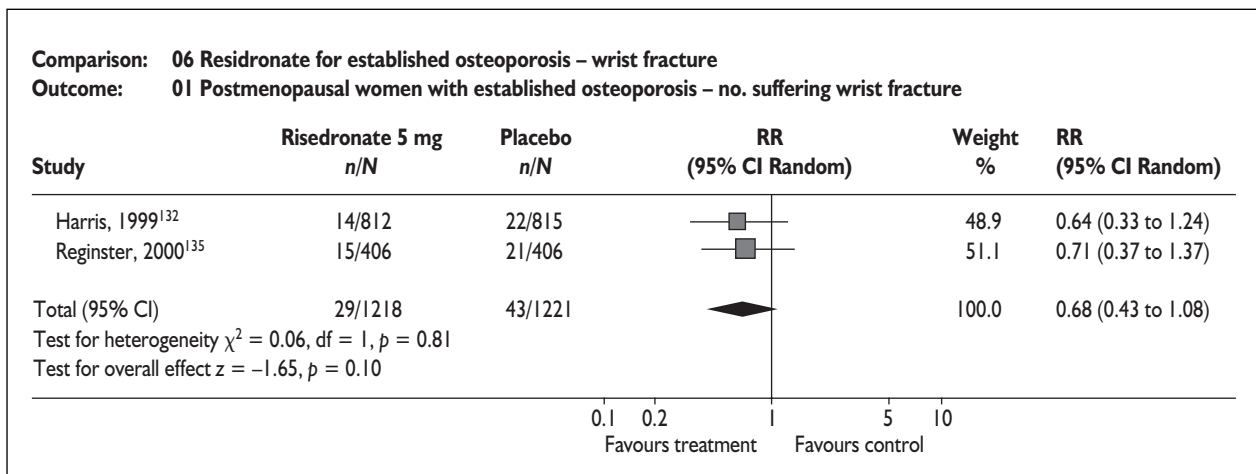 Comparison: 06 Residronate for established osteoporosis – wrist fracture
Outcome: 01 Postmenopausal women with established osteoporosis – no. suffering wrist fracture
Risedronate 5 mg Placebo RR Weight RR
Study n/N n/N (95% CI Random) % (95% CI Random)
Harris, 1999¹³² 14/812 22/815 48.9 0.64 (0.33 to 1.24)
Reginster, 2000¹³⁵ 15/406 21/406 51.1 0.71 (0.37 to 1.37)
Total (95% CI) 29/1218 43/1221 100.0 0.68 (0.43 to 1.08)
Test for heterogeneity χ² = 0.06, df = 1, p = 0.81
Test for overall effect z = –1.65, p = 0.10
0.1 0.2 1 5 10
Favours treatment Favours control